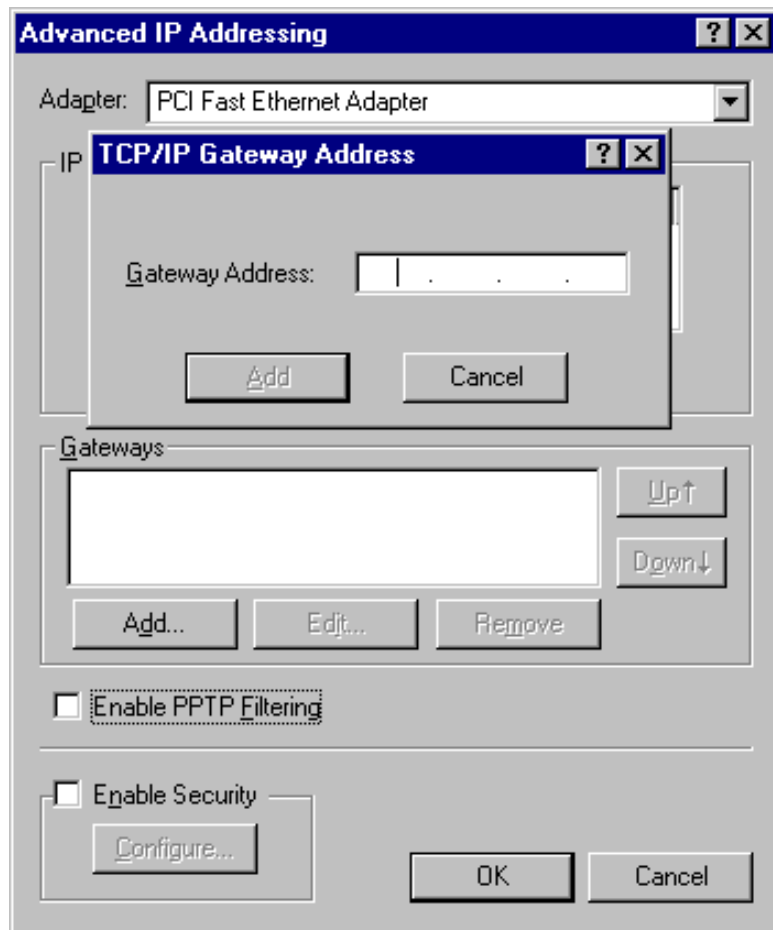 Advanced IP Addressing
Adapter: PCI Fast Ethernet Adapter
IP
TCP/IP Gateway Address
Gateway Address: . . .
Add Cancel
Gateways
Up↑
Down↓
Add... Edit... Remove
Enable PPTP Filtering
Enable Security
Configure...
OK Cancel